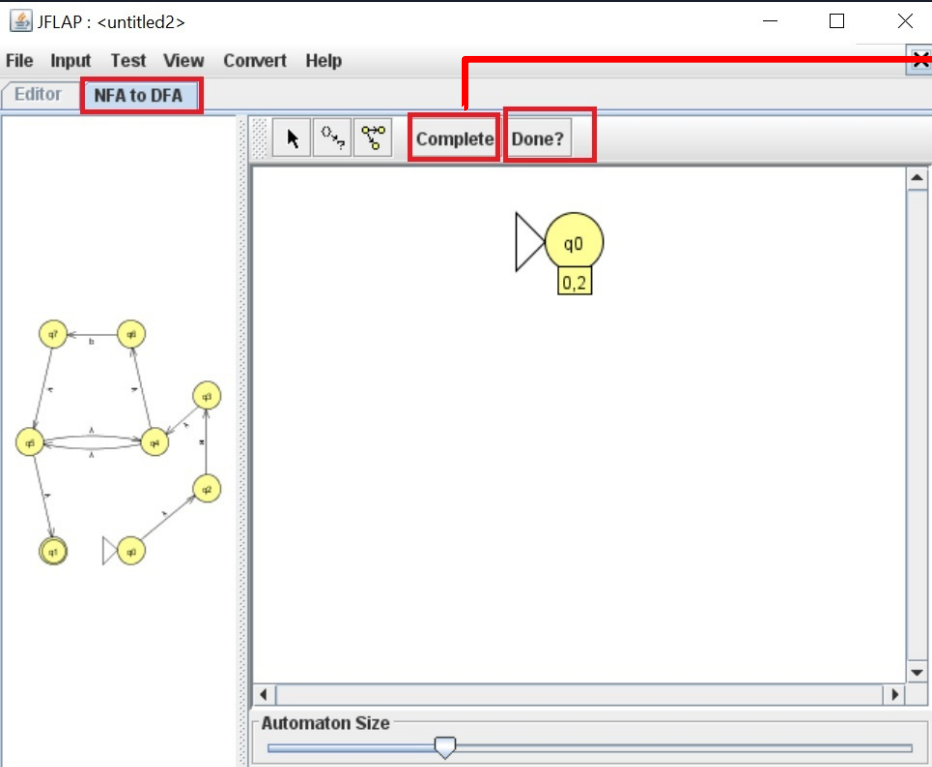 JFLAP : <untitled2>
File Input Test View Convert Help
Editor NFA to DFA
Complete Done?
q0
0,2
q7 q6
b
q3
q5 q4
λ
λ
q2
q1 q0
Automaton Size